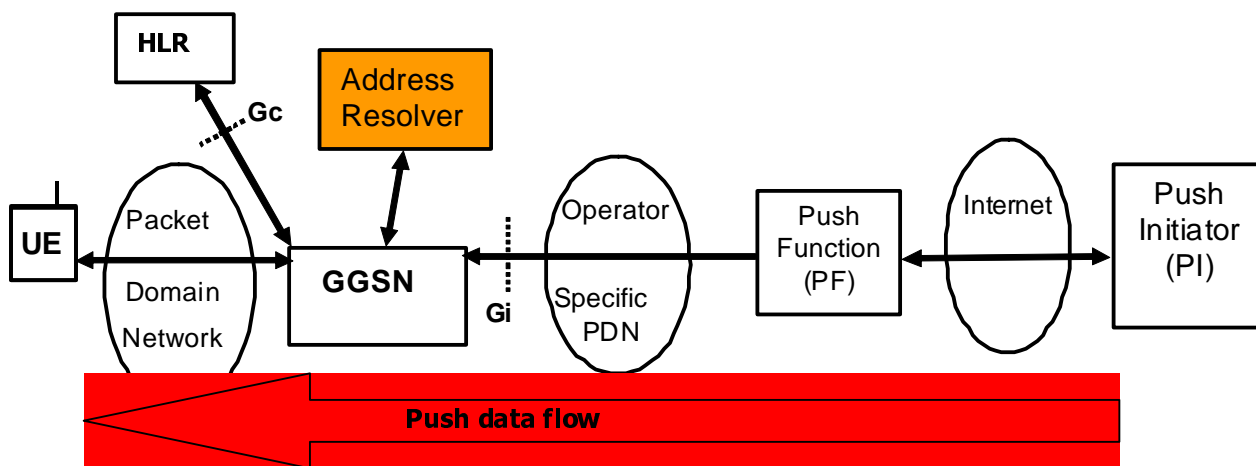 HLR
Address
Resolver
Gc
UE
Packet
Domain
Network
GGSN
Gi
Operator
Specific
PDN
Push
Function
(PF)
Internet
Push
Initiator
(PI)
Push data flow